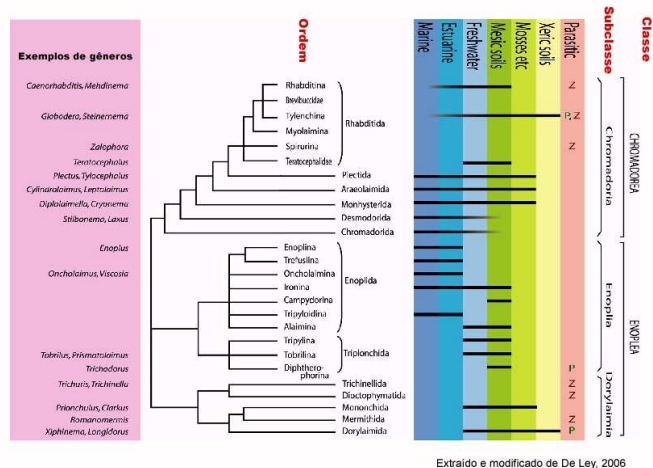 Exemplos de gêneros
Ordem
Marine
Estuarine
Freshwater
Mesic soils
Mosses etc
Xeric soils
Parasitic
Subclasse
Classe
Caenorhabditis, Mehdinema
Rhabditina
Z
Brevibuccidae
Globodera, Steinernema
Tylenchina
P, Z
Myolaimina
Rhabditida
Zalophora
Spirurina
Z
Teratocephalus
Teratocephalidae
Plectus, Tylocephalus
Plectida
Cylindrolaimus, Leptolaimus
Araeolaimida
Diplolaimella, Cryonema
Monhysterida
Stilbonema, Laxus
Desmodorida
Chromadorida
Chromadoria
CHROMADOREA
Enoplus
Enoplina
Trefusiina
Oncholaimus, Viscosia
Oncholaimina
Ironina
Enoplida
Campydorina
Tripyloidina
Alaimina
Tripylina
Tobrilus, Prismatolaimus
Tobrilina
Triplonchida
Trichodorus
Diphthero-
phorina
P
Enoplia
ENOPLEA
Trichuris, Trichinella
Trichinellida
Z
Dioctophymatida
Z
Prionchulus, Clarkus
Mononchida
Romanomermis
Mermithida
Z
Xiphinema, Longidorus
Dorylaimida
P
Dorylaimia
Extraído e modificado de De Ley, 2006